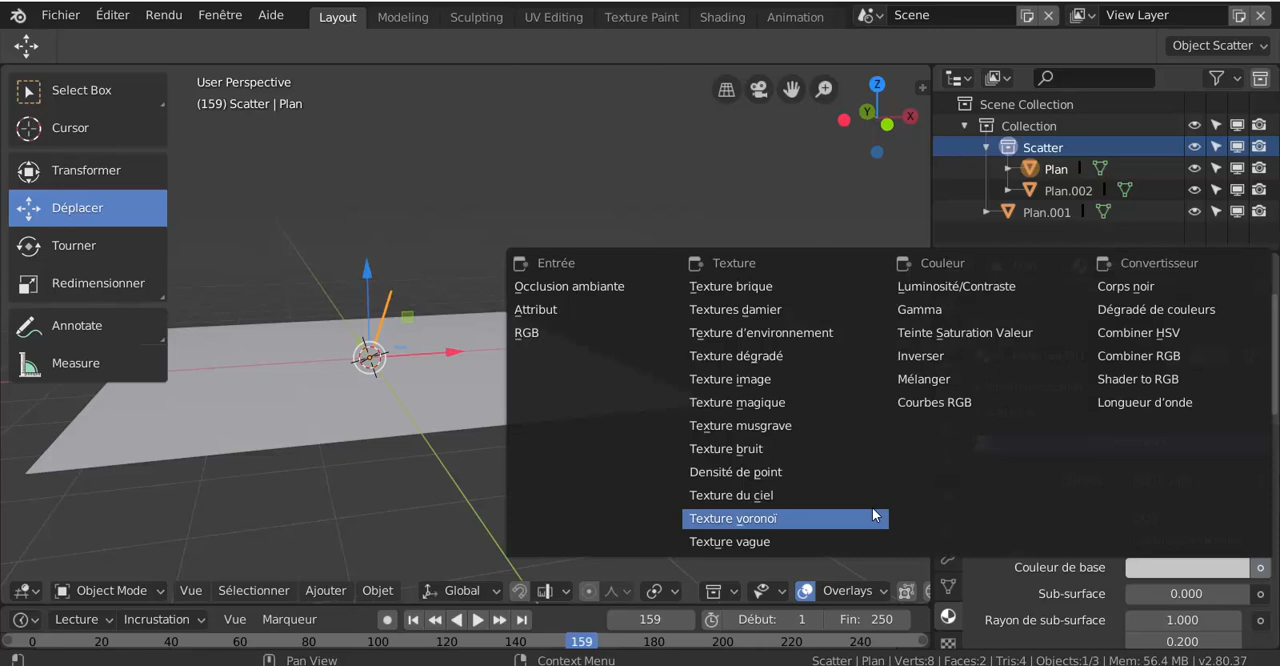 Fichier Éditer Rendu Fenêtre Aide Layout Modeling Sculpting UV Editing Texture Paint Shading Animation Scene View Layer
Object Scatter
Select Box
Cursor
Transformer
Déplacer
Tourner
Redimensionner
Annotate
Measure
User Perspective
(159) Scatter | Plan
Z
Y
X
Scene Collection
Collection
Scatter
Plan
Plan.002
Plan.001
Entrée
Occlusion ambiante
Attribut
RGB
Texture
Texture brique
Textures damier
Texture d'environnement
Texture dégradé
Texture image
Texture magique
Texture musgrave
Texture bruit
Densité de point
Texture du ciel
Texture voronoï
Texture vague
Couleur
Luminosité/Contraste
Gamma
Teinte Saturation Valeur
Inverser
Mélanger
Courbes RGB
Convertisseur
Corps noir
Dégradé de couleurs
Combiner HSV
Combiner RGB
Shader to RGB
Longueur d'onde
Couleur de base
Sub-surface 0.000
Rayon de sub-surface 1.000
0.200
Object Mode Vue Sélectionner Ajouter Objet Global Overlays
Lecture Incrustation Vue Marqueur 159 Début: 1 Fin: 250
0 20 40 60 80 100 120 140 159 180 200 220 240
Pan View Context Menu Scatter | Plan | Verts:8 | Faces:2 | Tris:4 | Objects:1/3 | Mem: 56.4 MB | v2.80.37